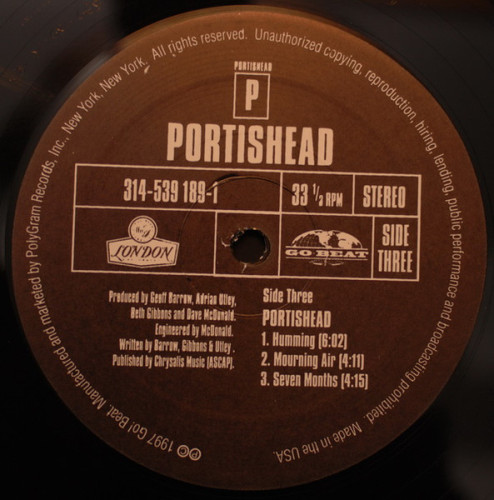 PORTISHEAD
P
PORTISHEAD
314-539 189-1
33 1/3 RPM
STEREO
LONDON
GO BEAT
SIDE
THREE
Produced by Geoff Barrow, Adrian Utley,
Beth Gibbons and Dave McDonald.
Engineered by McDonald.
Written by Barrow, Gibbons & Utley.
Published by Chrysalis Music (ASCAP).
Side Three
PORTISHEAD
1. Humming [6:02]
2. Mourning Air [4:11]
3. Seven Months [4:15]
℗© 1997 Go! Beat. Manufactured and marketed by PolyGram Records, Inc., New York, New York. All rights reserved. Unauthorized copying, reproduction, hiring, lending, public performance and broadcasting prohibited. Made in the USA.